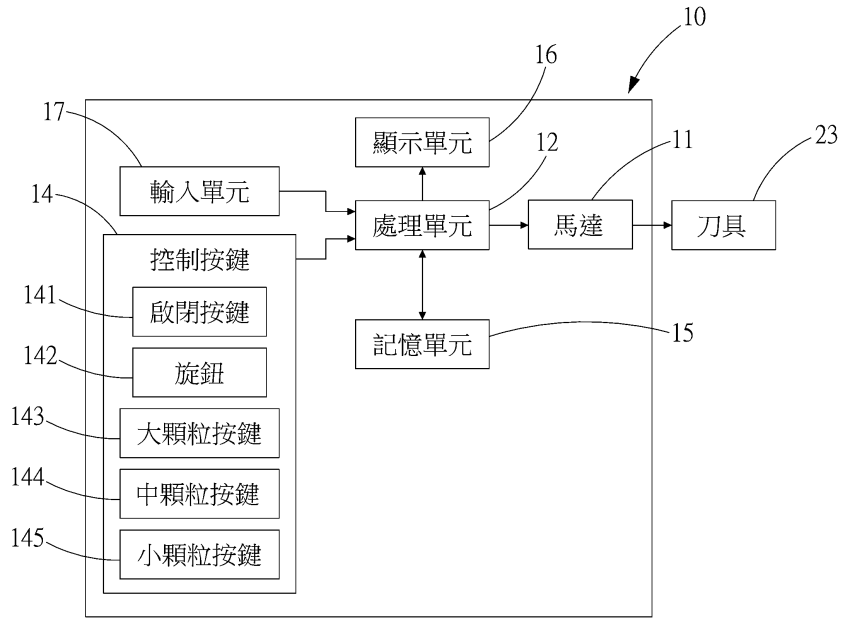 10
16
17
顯示單元
12
11
23
輸入單元
14
處理單元
馬達
刀具
控制按鍵
141
啟閉按鍵
記憶單元
15
142
旋鈕
143
大顆粒按鍵
144
中顆粒按鍵
145
小顆粒按鍵